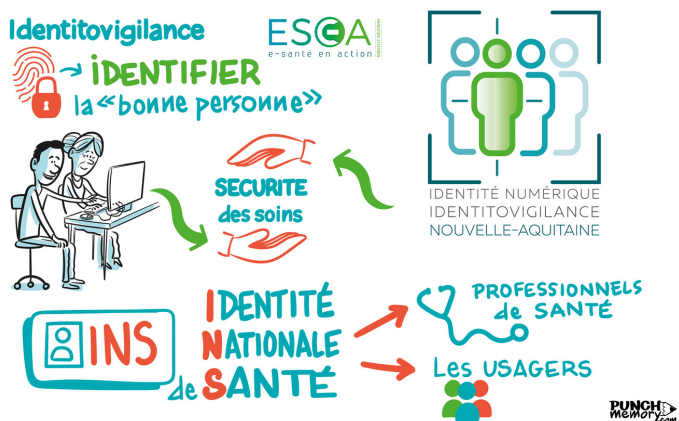 Identitovigilance
ESCA
e-santé en action
iDENTIFIER
la «bonne personne»
SECURITE
des soins
IDENTITÉ NUMÉRIQUE
IDENTITOVIGILANCE
NOUVELLE-AQUITAINE
INS
IDENTITÉ
NATIONALE
de SANTÉ
PROFESSIONNELS
de SANTÉ
Les USAGERS
PUNCH
memory.com